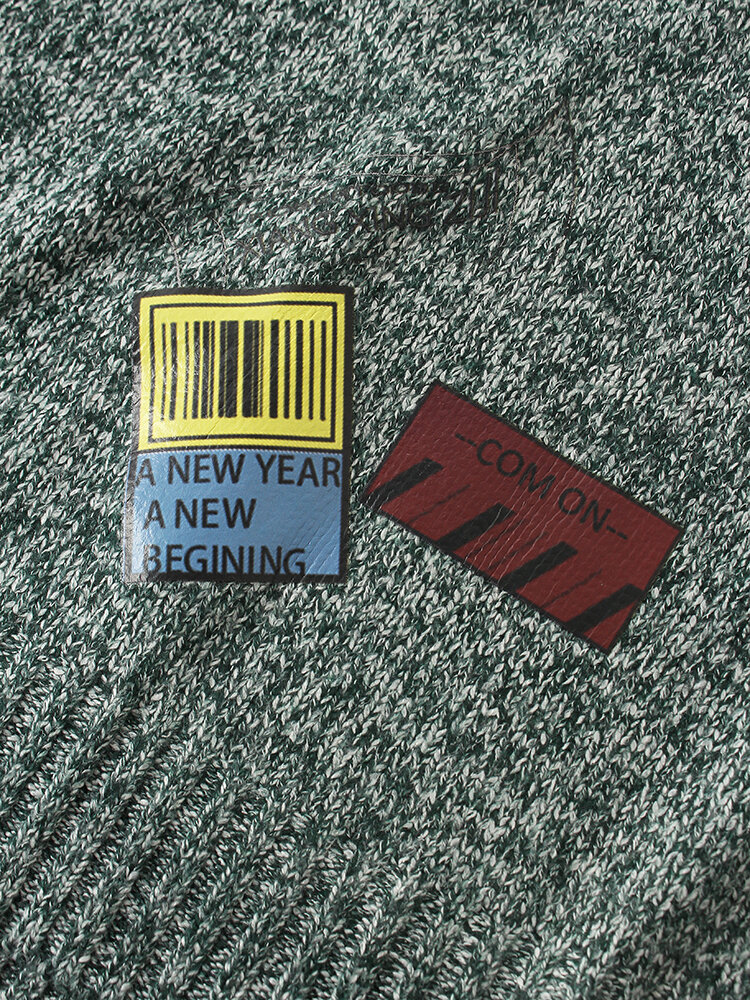 A NEW YEAR
A NEW
BEGINING
--COM ON--